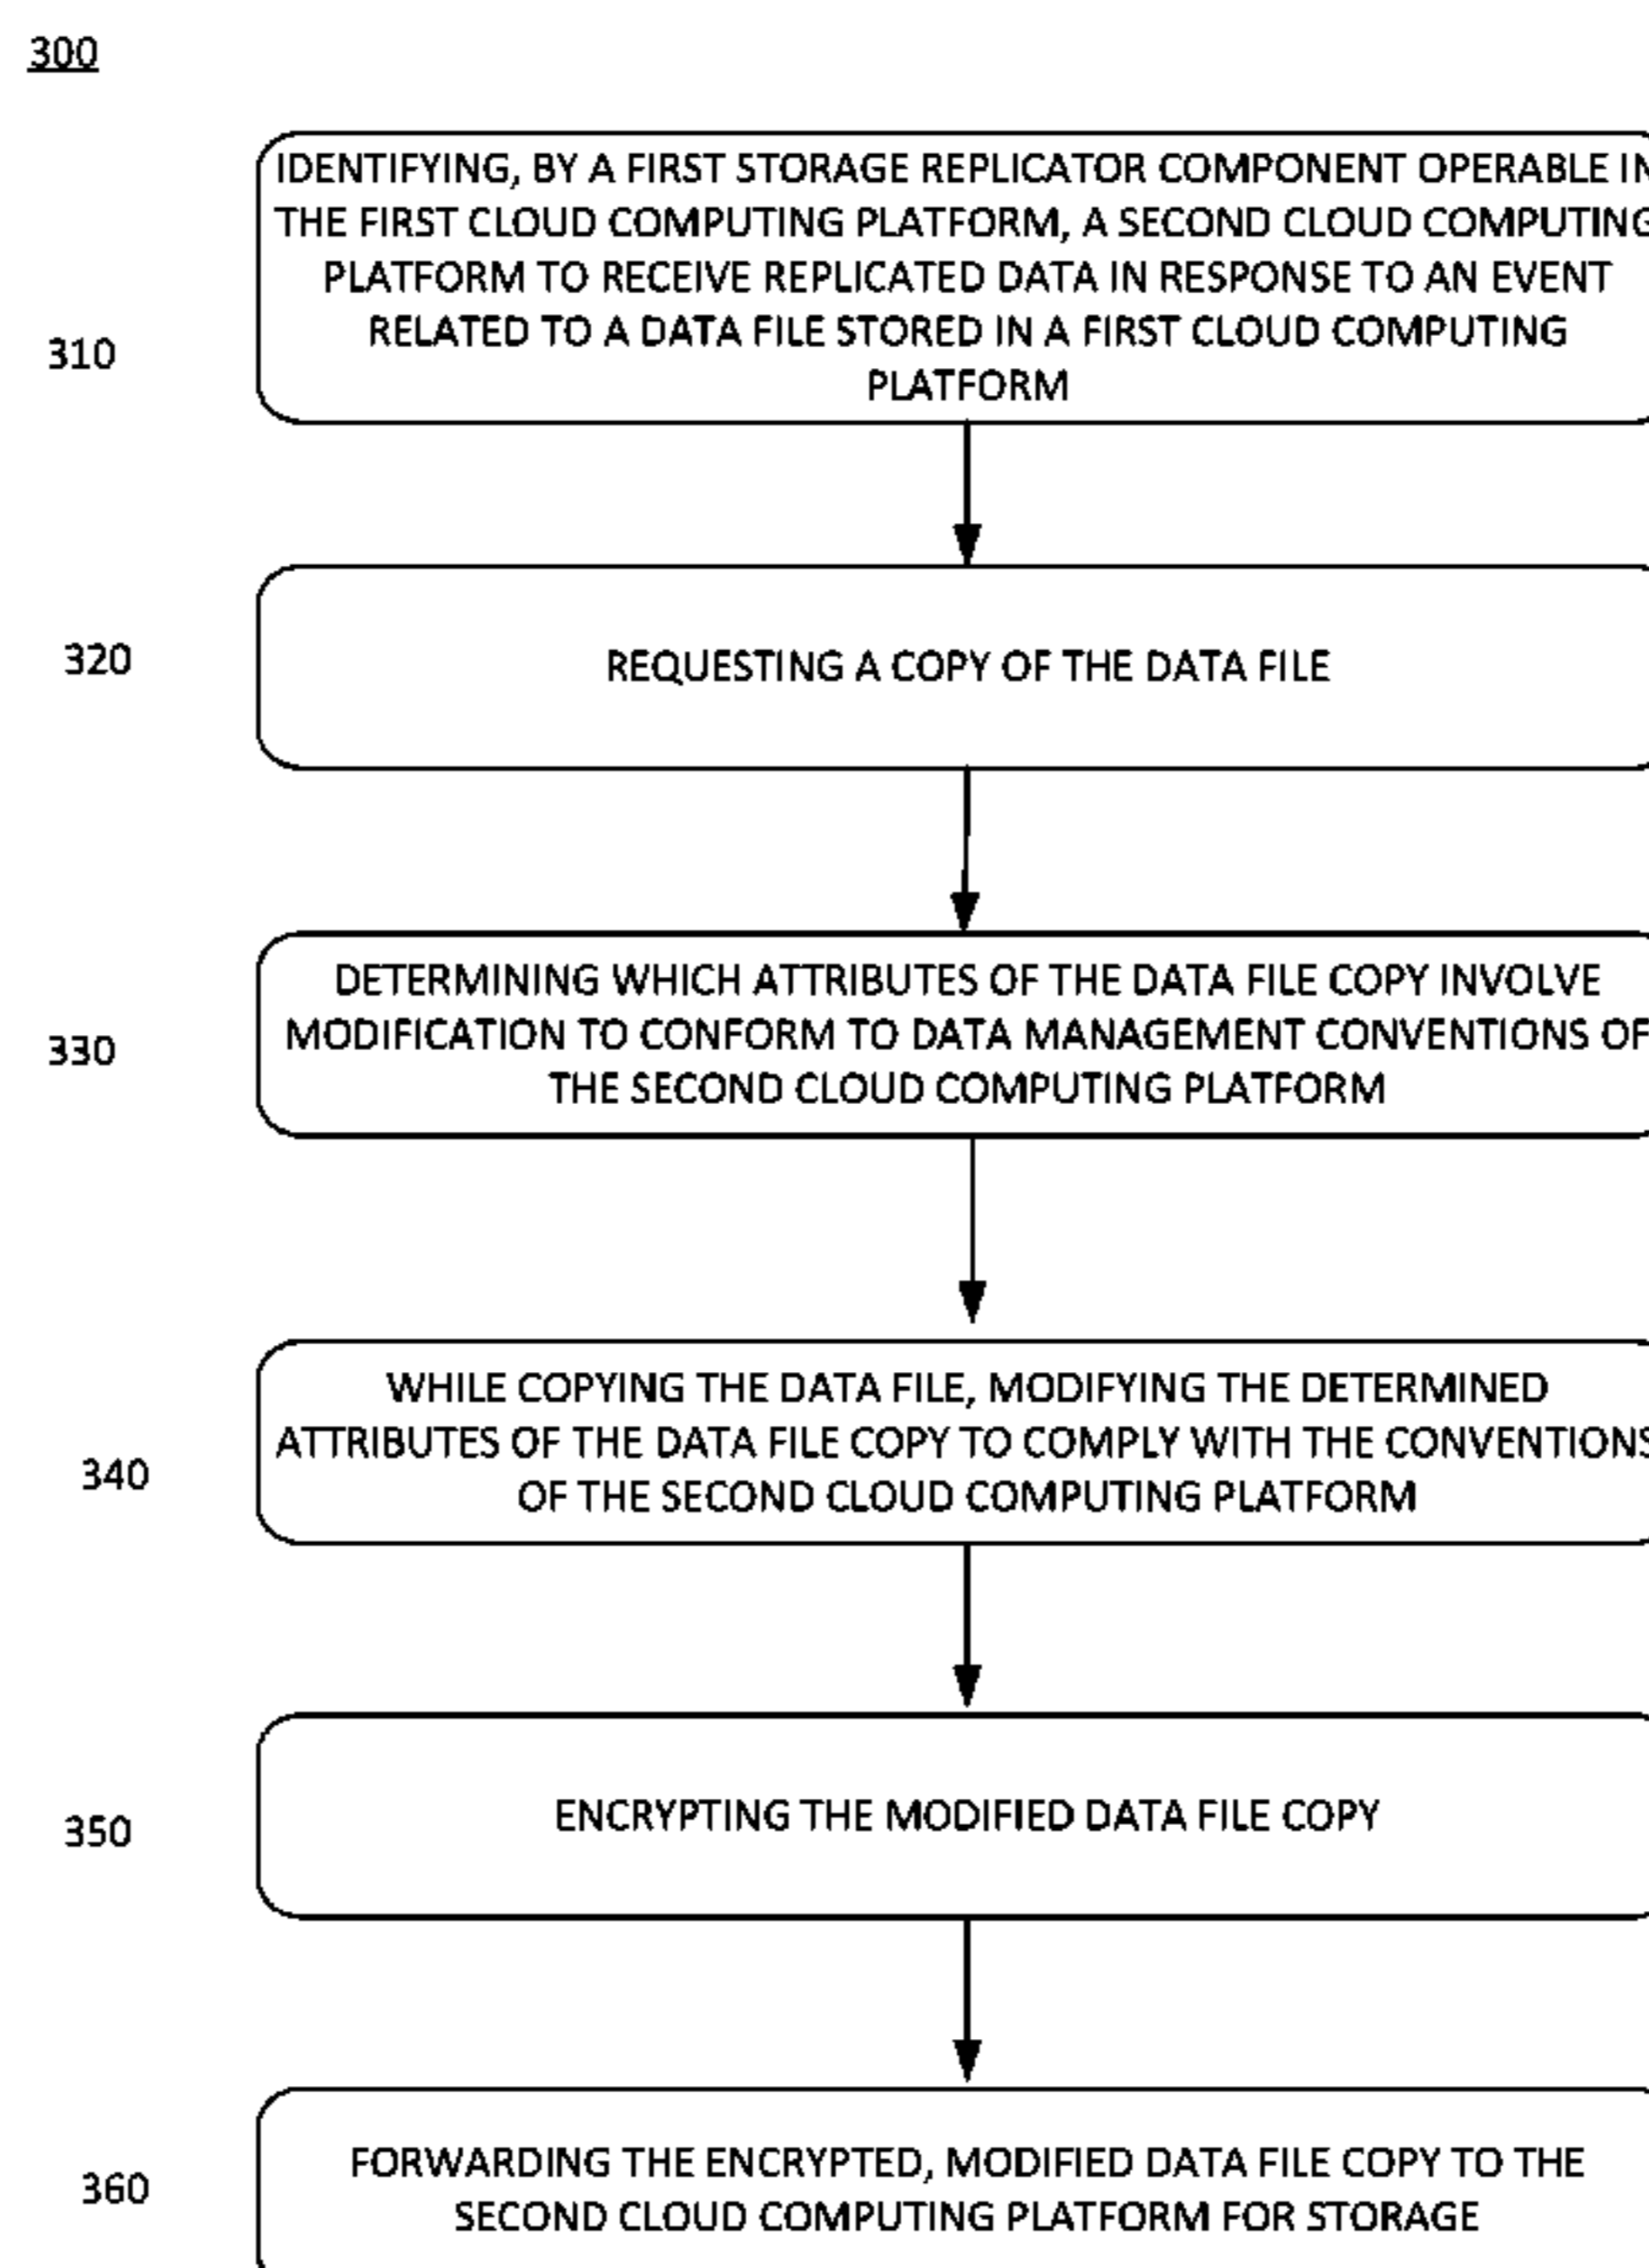 300
IDENTIFYING, BY A FIRST STORAGE REPLICATOR COMPONENT OPERABLE IN
THE FIRST CLOUD COMPUTING PLATFORM, A SECOND CLOUD COMPUTING
PLATFORM TO RECEIVE REPLICATED DATA IN RESPONSE TO AN EVENT
RELATED TO A DATA FILE STORED IN A FIRST CLOUD COMPUTING
PLATFORM
310
320
REQUESTING A COPY OF THE DATA FILE
330
DETERMINING WHICH ATTRIBUTES OF THE DATA FILE COPY INVOLVE
MODIFICATION TO CONFORM TO DATA MANAGEMENT CONVENTIONS OF
THE SECOND CLOUD COMPUTING PLATFORM
340
WHILE COPYING THE DATA FILE, MODIFYING THE DETERMINED
ATTRIBUTES OF THE DATA FILE COPY TO COMPLY WITH THE CONVENTIONS
OF THE SECOND CLOUD COMPUTING PLATFORM
350
ENCRYPTING THE MODIFIED DATA FILE COPY
360
FORWARDING THE ENCRYPTED, MODIFIED DATA FILE COPY TO THE
SECOND CLOUD COMPUTING PLATFORM FOR STORAGE